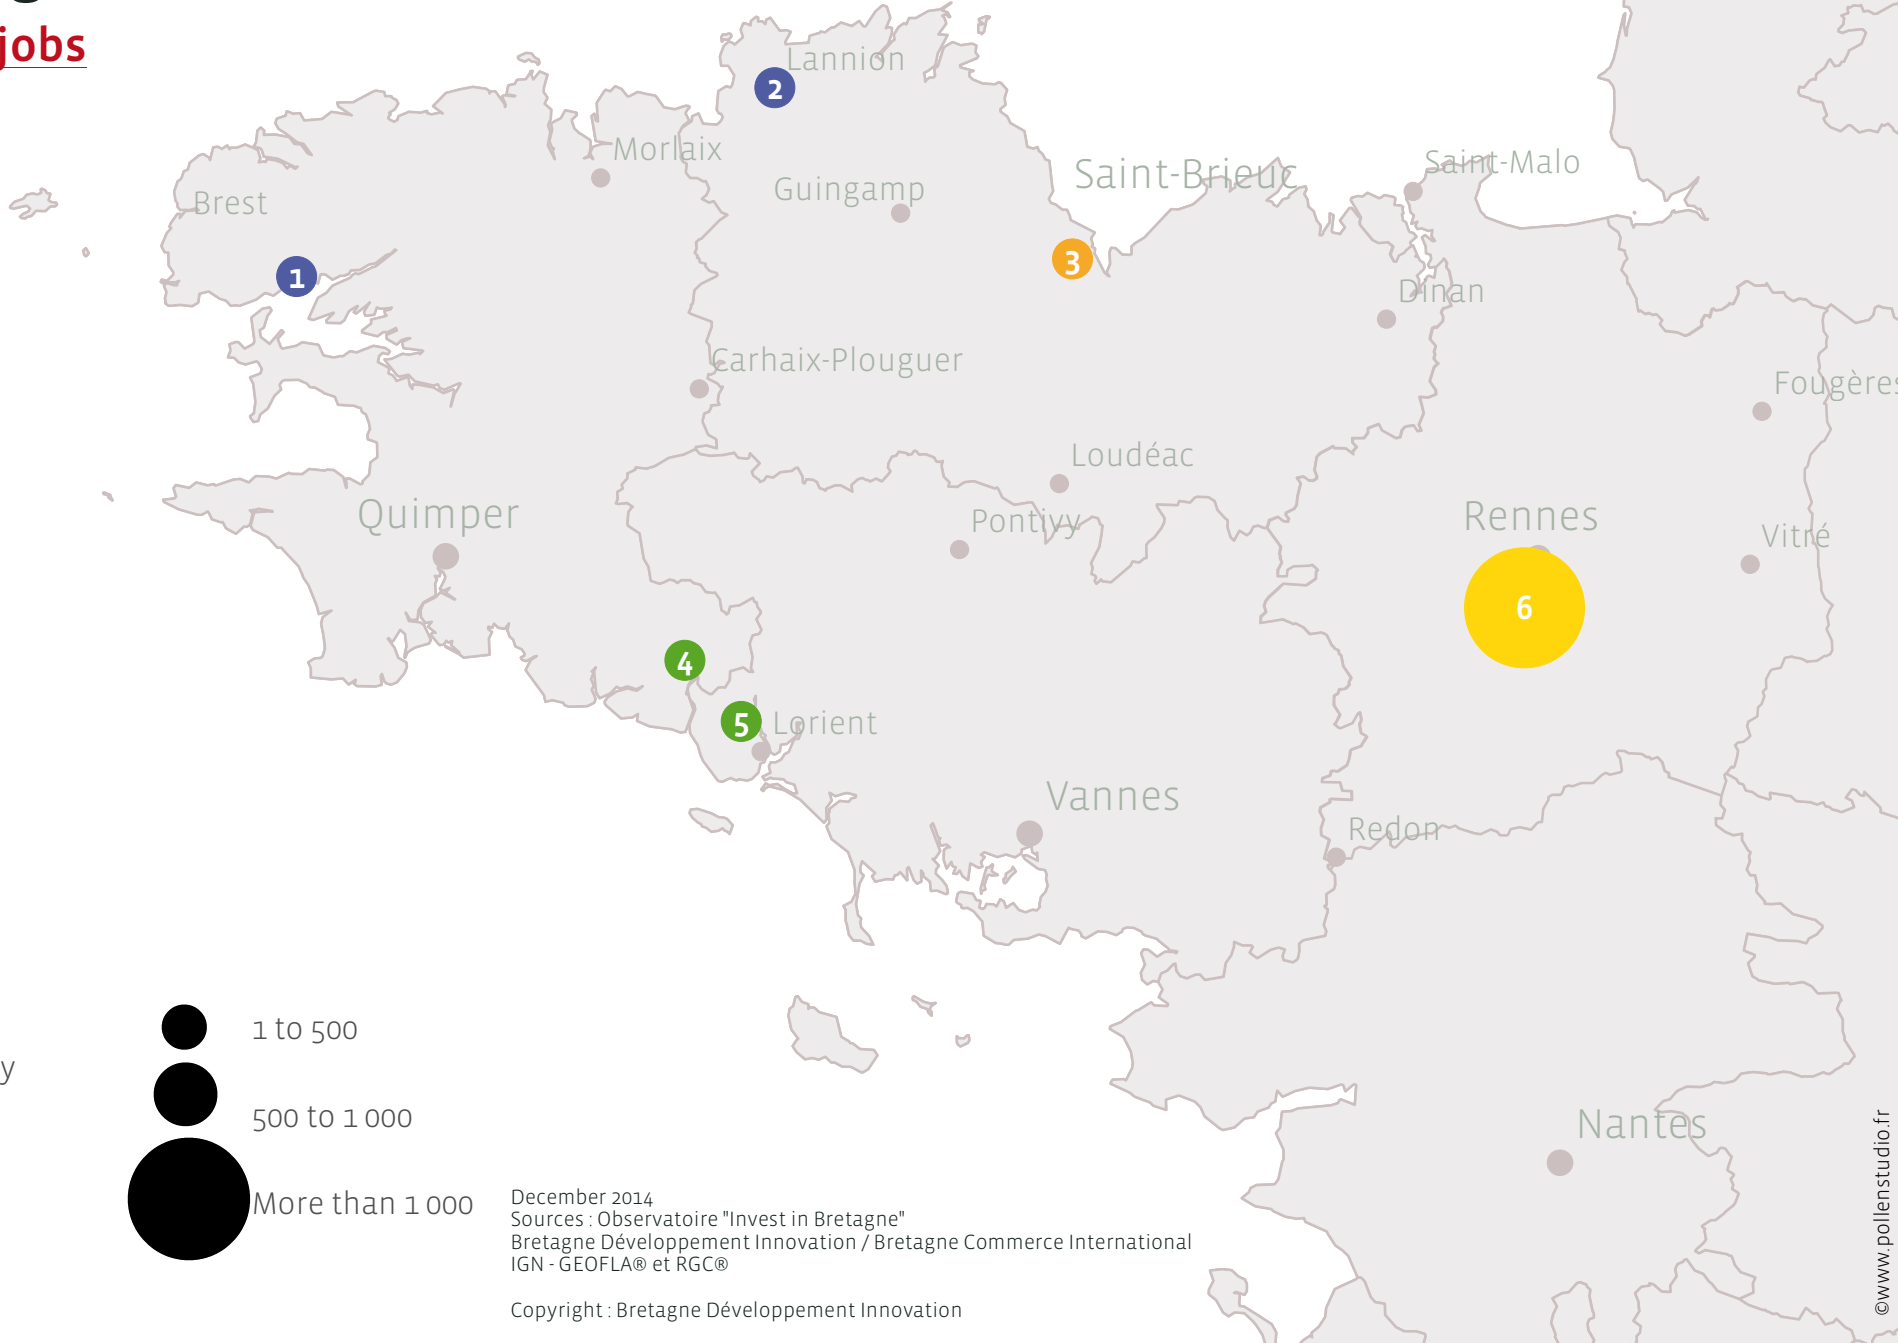 jobs
Lannion
2
Morlaix
Saint-Malo
Saint-Brieuc
Guingamp
Brest
3
1
Dinan
Carhaix-Plouguer
Fougères
Loudéac
Quimper
Pontivy
Rennes
Vitré
6
4
5
Lorient
Vannes
Redon
1 to 500
y
500 to 1 000
Nantes
More than 1 000
December 2014
Sources : Observatoire "Invest in Bretagne"
Bretagne Développement Innovation / Bretagne Commerce International
IGN - GEOFLA® et RGC®
Copyright : Bretagne Développement Innovation
©www.pollenstudio.fr